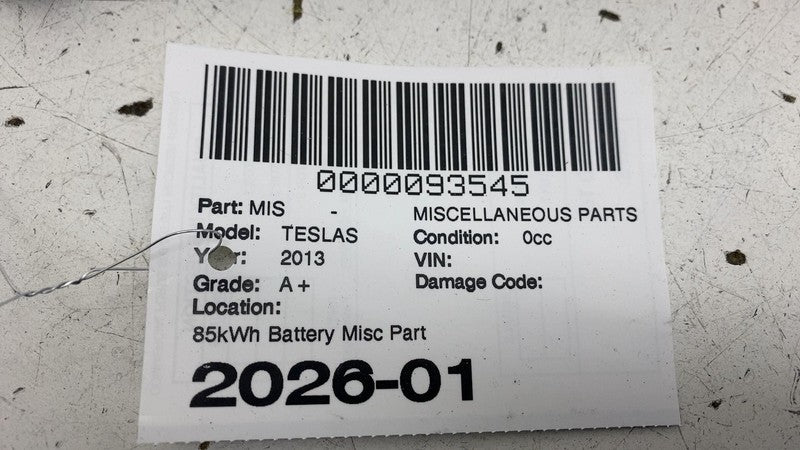 0000093545
Part: MIS - MISCELLANEOUS PARTS
Model: TESLAS Condition: 0cc
2013 VIN:
Grade: A+ Damage Code:
Location:
85kWh Battery Misc Part
2026-01